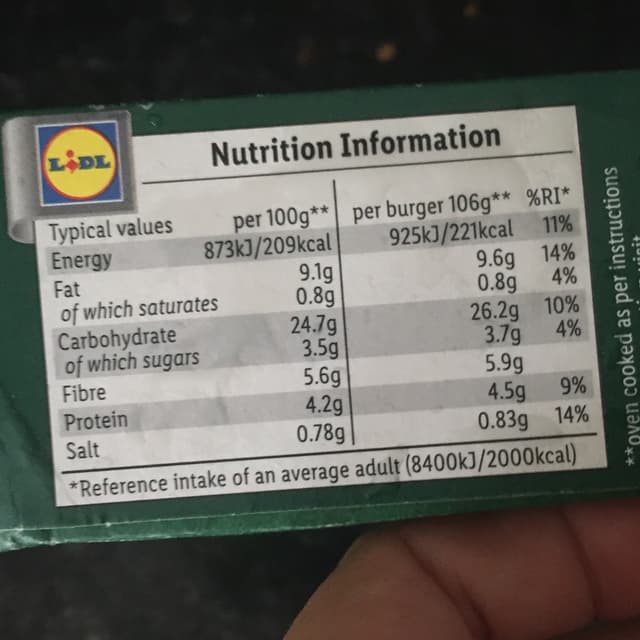 LIDL
Nutrition Information
Typical values per 100g** per burger 106g** %RI*
Energy 873kJ/209kcal 925kJ/221kcal 11%
Fat 9.1g 9.6g 14%
of which saturates 0.8g 0.8g 4%
Carbohydrate 24.7g 26.2g 10%
of which sugars 3.5g 3.7g 4%
Fibre 5.6g 5.9g
Protein 4.2g 4.5g 9%
Salt 0.78g 0.83g 14%
*Reference intake of an average adult (8400kJ/2000kcal)
**oven cooked as per instructions